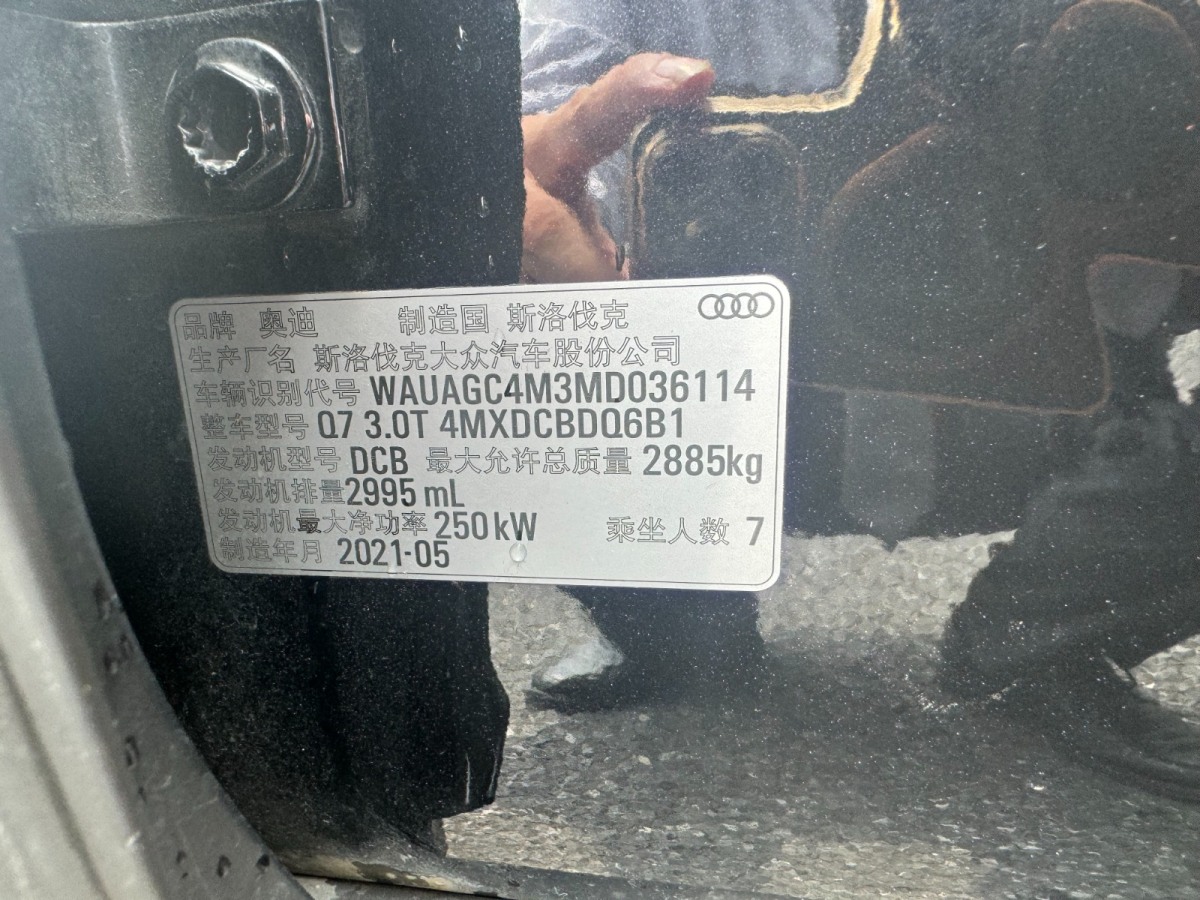 品牌 奥迪 制造国 斯洛伐克
生产厂名 斯洛伐克大众汽车股份公司
车辆识别代号 WAUAGC4M3MD036114
整车型号 Q7 3.0T 4MXDCBDQ6B1
发动机型号 DCB 最大允许总质量 2885kg
发动机排量 2995 mL
发动机最大净功率 250 kW 乘坐人数 7
制造年月 2021-05